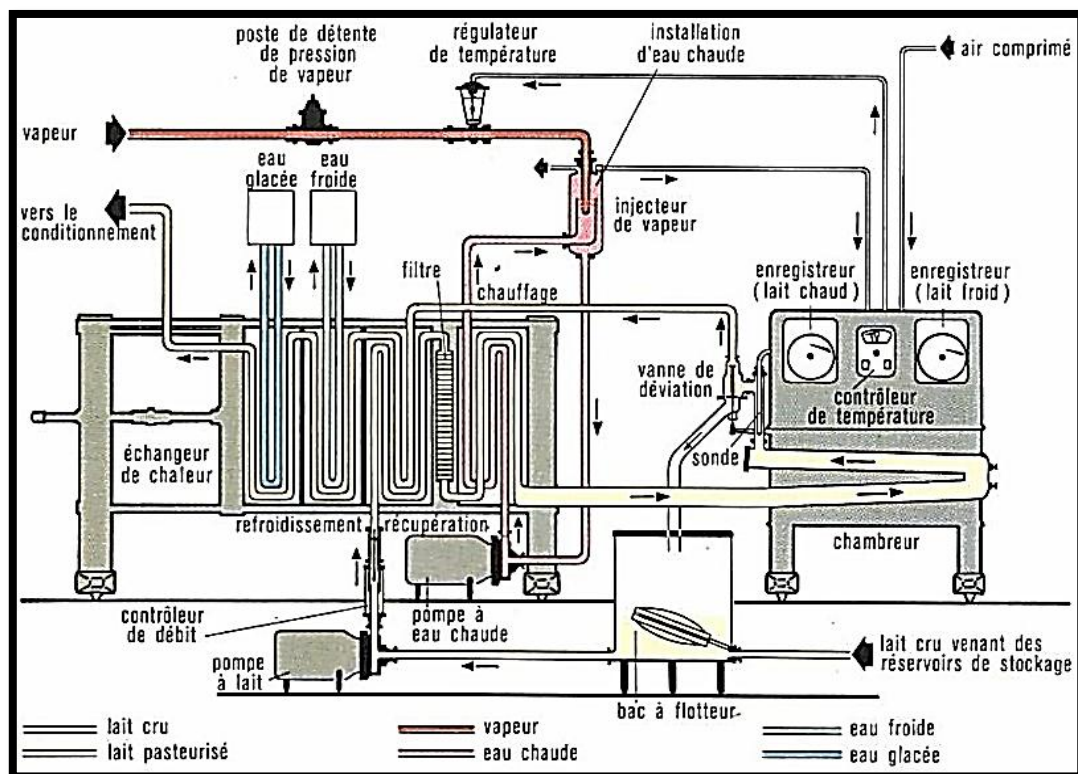 poste de détente
de pression
de vapeur
régulateur
de température
installation
d'eau chaude
air comprimé
vapeur
eau
glacée
eau
froide
vers le
conditionnement
injecteur
de vapeur
filtre
chauffage
enregistreur
(lait chaud)
enregistreur
(lait froid)
vanne de
déviation
contrôleur
de température
sonde
échangeur
de chaleur
refroidissement
récupération
chambreur
contrôleur
de débit
pompe à
eau chaude
pompe
à lait
lait cru venant des
réservoirs de stockage
bac à flotteur
lait cru
vapeur
eau froide
lait pasteurisé
eau chaude
eau glacée